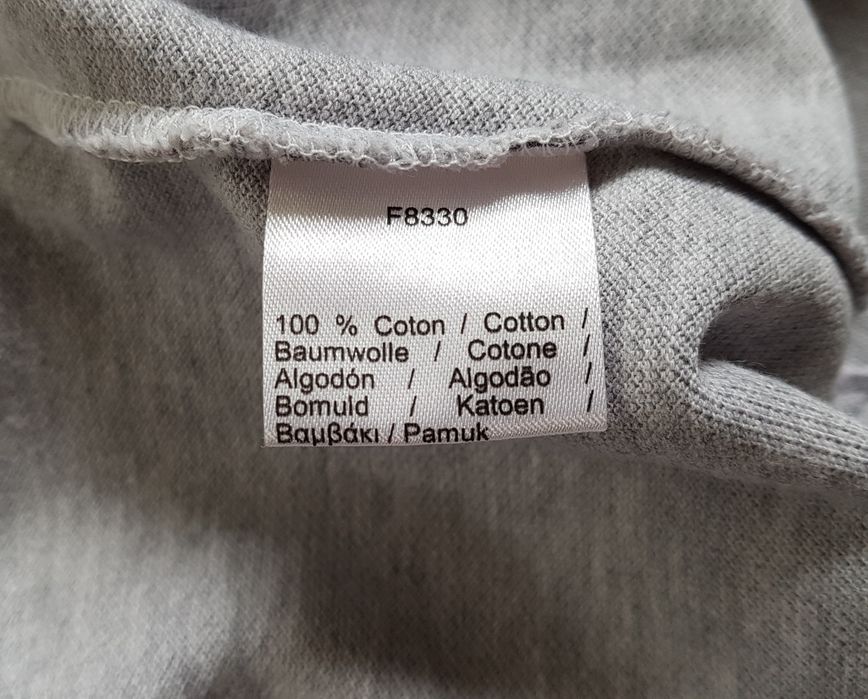 F8330
100 % Coton / Cotton /
Baumwolle / Cotone /
Algodón / Algodão /
Bomuld / Katoen /
Βαμβάκι / Pamuk